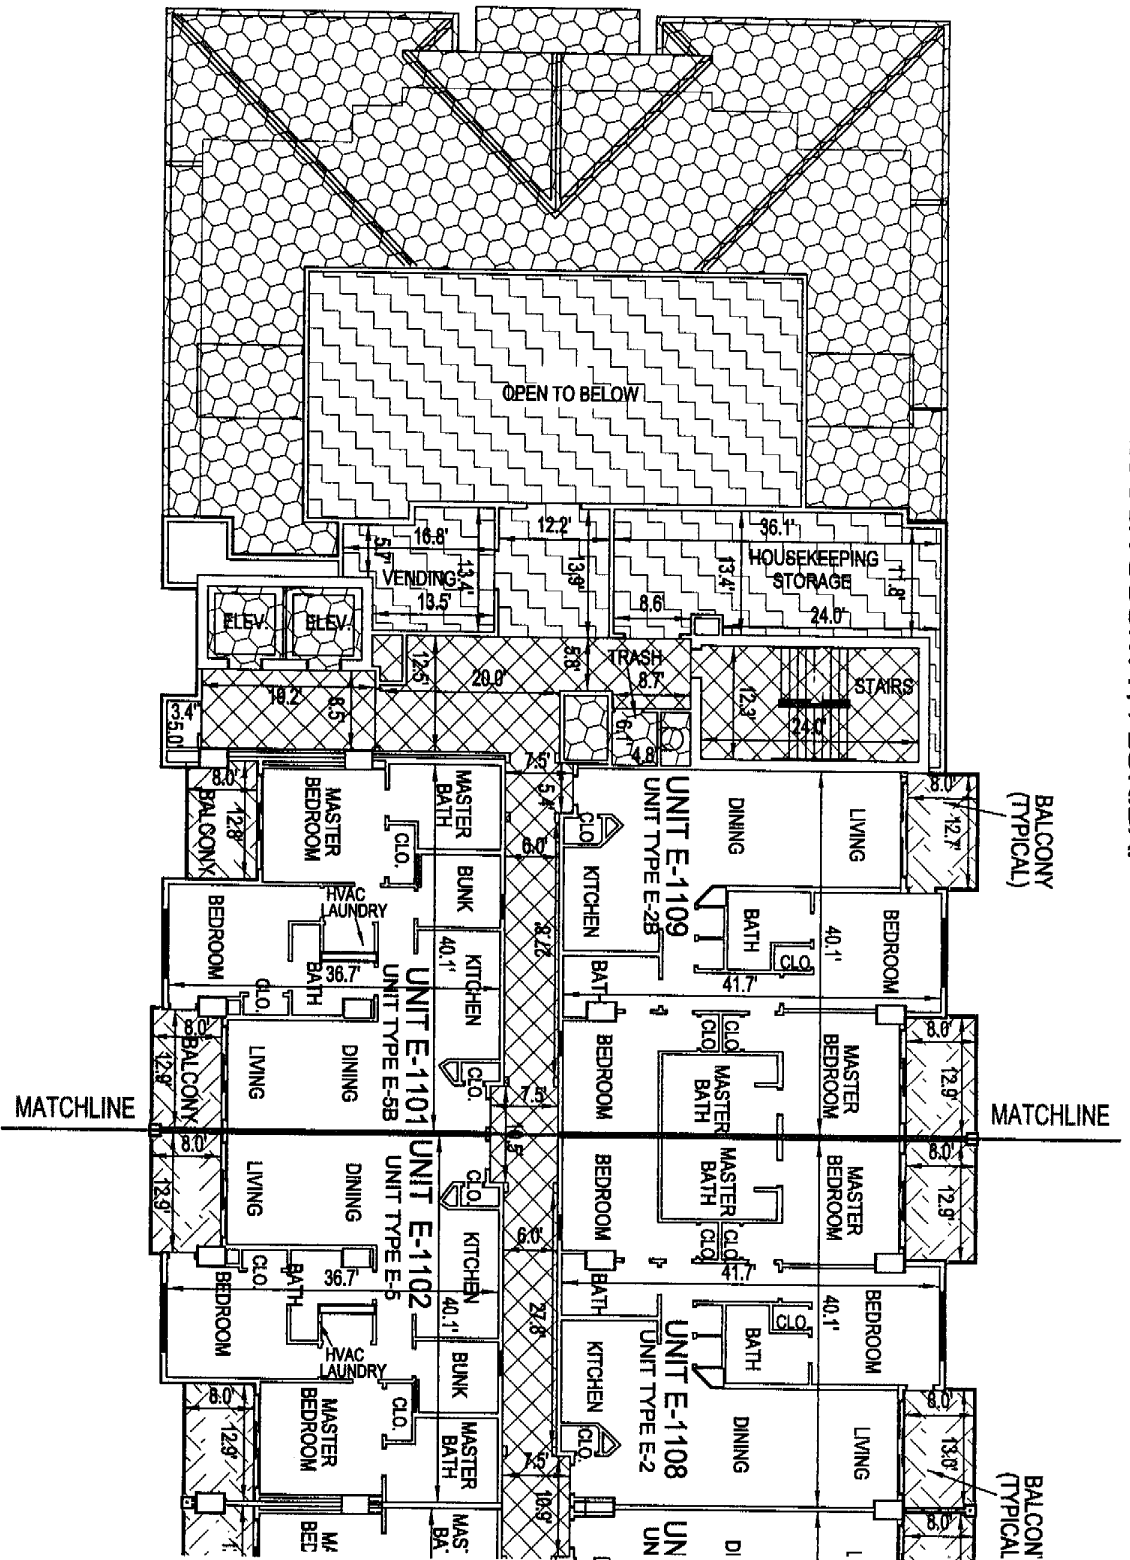 OPEN TO BELOW
16.8'
5.7'
VENDING
13.4'
13.5'
12.2'
13.9'
36.1'
HOUSEKEEPING
STORAGE
13.4'
11.8'
8.6'
24.0'
ELEV.
ELEV.
12.5'
20.0'
5.8'
TRASH
8.7'
12.3'
STAIRS
24.0'
8.5'
3.4'
5.0'
6.1'
4.8'
7.5'
5.4'
8.0'
12.8'
BALCONY
MASTER
BEDROOM
MASTER
BATH
CLO.
BUNK
HVAC
LAUNDRY
BEDROOM
BATH
CLO.
36.7'
40.1'
KITCHEN
UNIT E-1101
UNIT TYPE E-5B
LIVING
DINING
CLO.
8.0'
BALCONY
12.9'
6.0'
27.8'
7.5'
CLO
KITCHEN
UNIT E-1109
UNIT TYPE E-2B
DINING
LIVING
8.0'
12.7'
BALCONY
(TYPICAL)
BATH
CLO.
BEDROOM
40.1'
41.7'
BEDROOM
CLO
CLO
MASTER
BATH
MASTER
BEDROOM
12.9'
MATCHLINE
MATCHLINE
8.0'
12.9'
LIVING
DINING
UNIT E-1102
UNIT TYPE E-5
CLO.
KITCHEN
6.0'
27.8'
BEDROOM
MASTER
BATH
MASTER
BEDROOM
8.0'
12.9'
CLO
CLO
BATH
41.7'
40.1'
CLO.
BATH
36.7'
BEDROOM
40.1'
HVAC
LAUNDRY
BUNK
KITCHEN
UNIT E-1108
UNIT TYPE E-2
BATH
CLO.
BEDROOM
8.0'
12.9'
MASTER
BEDROOM
CLO.
MASTER
BATH
7.5'
10.9'
CLO
DINING
LIVING
8.0'
13.0'
8.0'